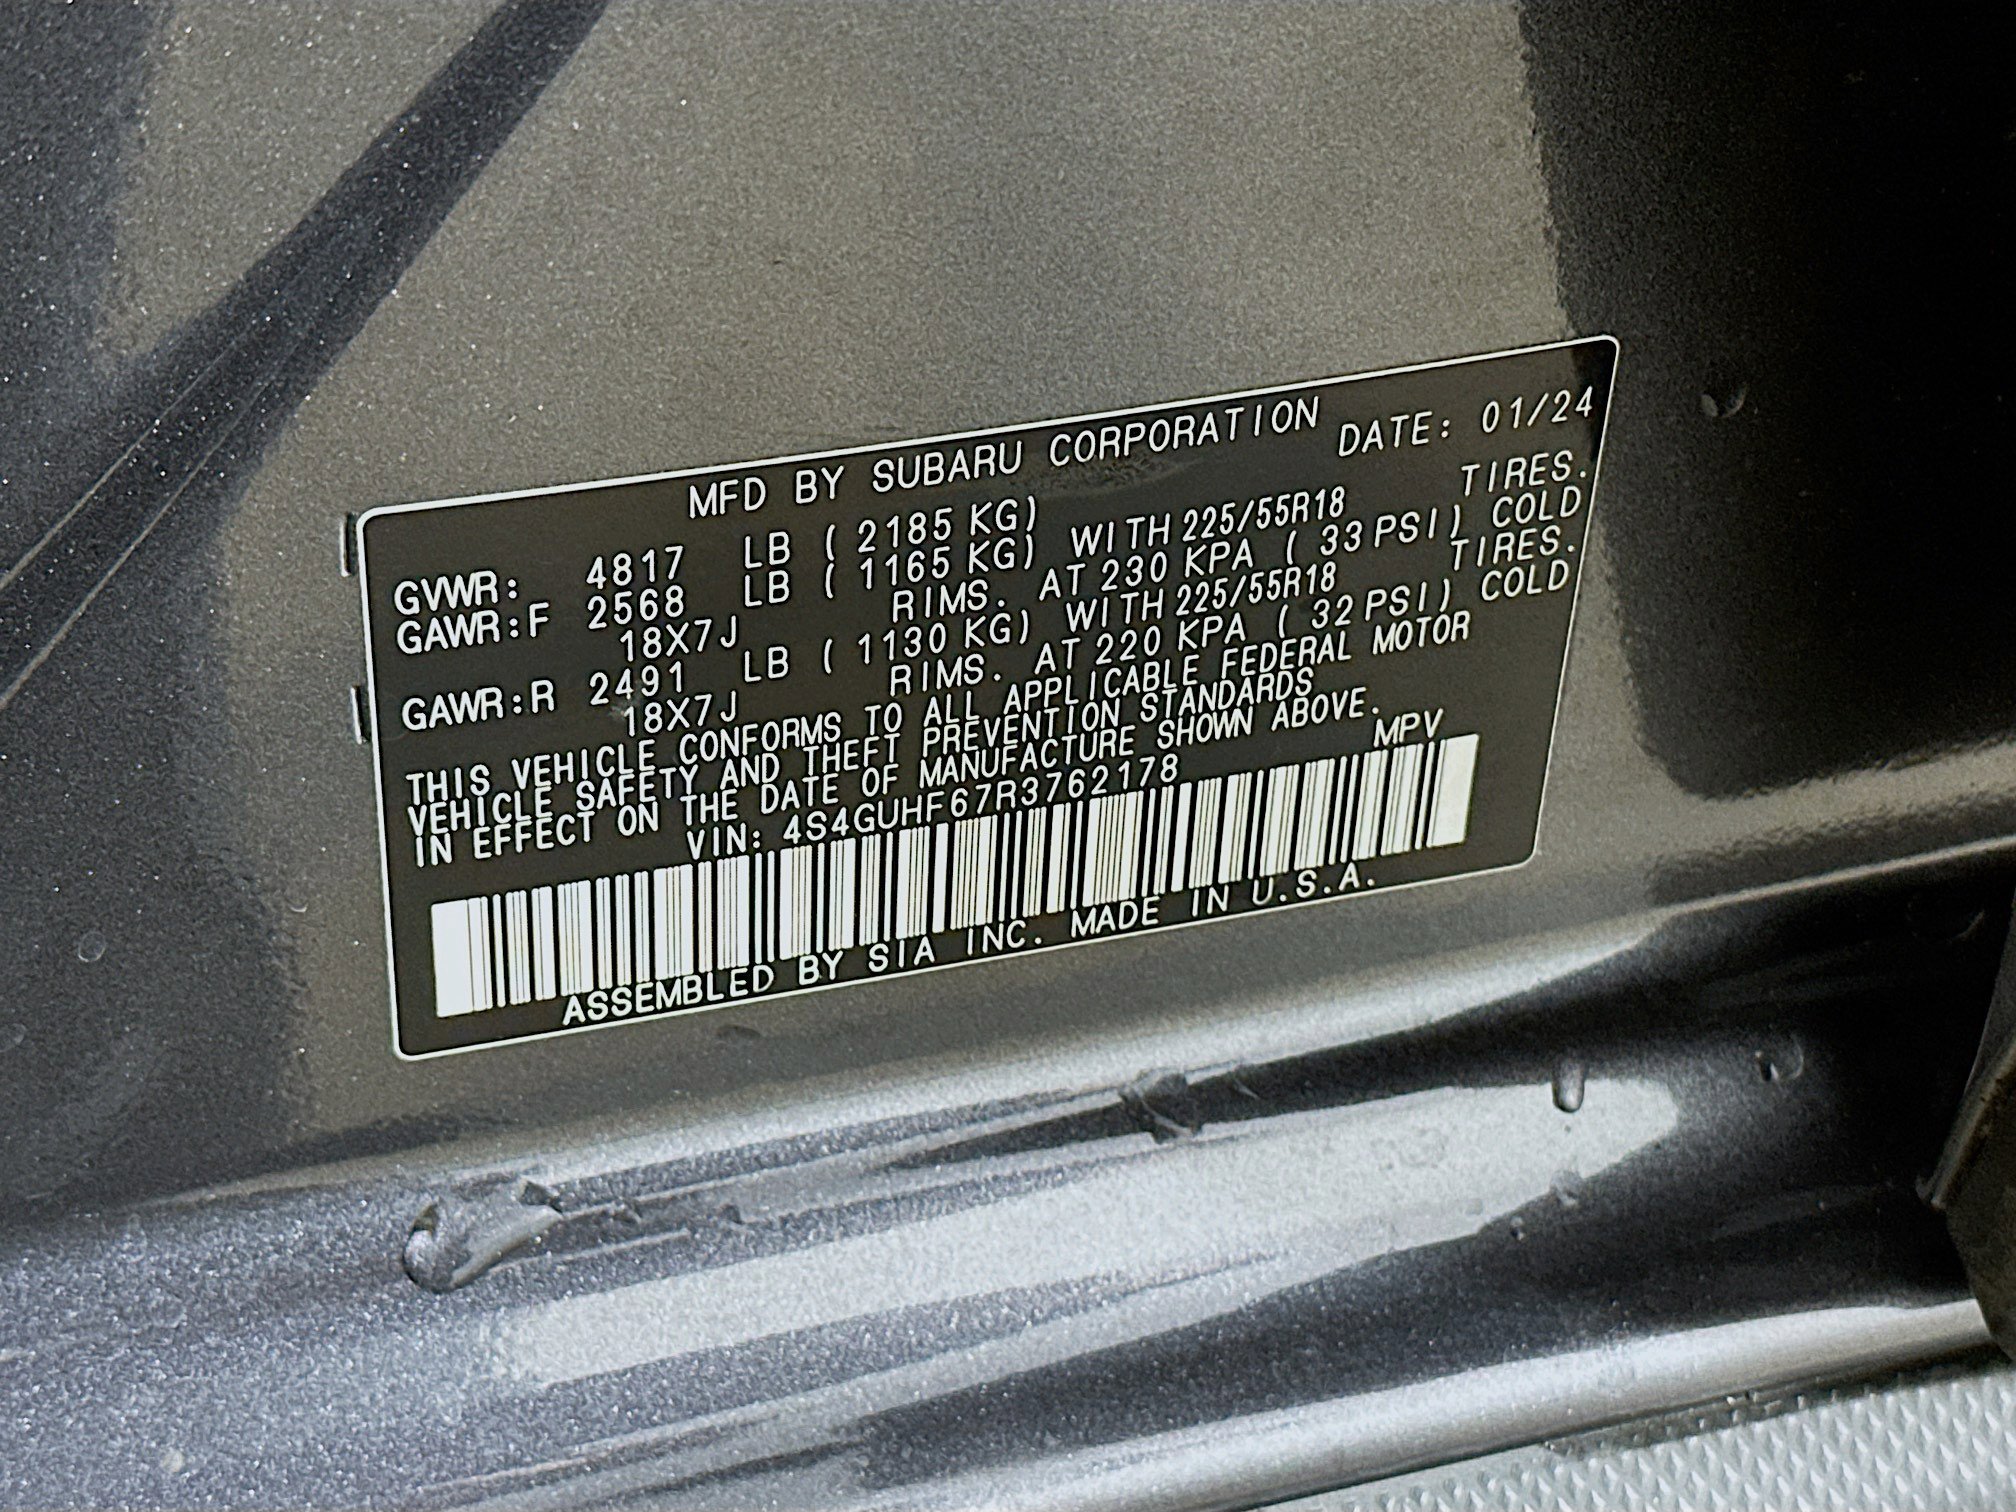 MFD BY SUBARU CORPORATION DATE: 01/24
GVWR: 4817 LB ( 2185 KG)
GAWR:F 2568 LB ( 1165 KG) WITH 225/55R18 TIRES.
18X7J RIMS. AT 230 KPA ( 33 PSI) COLD
GAWR:R 2491 LB ( 1130 KG) WITH 225/55R18 TIRES.
18X7J RIMS. AT 220 KPA ( 32 PSI) COLD
THIS VEHICLE CONFORMS TO ALL APPLICABLE FEDERAL MOTOR
VEHICLE SAFETY AND THEFT PREVENTION STANDARDS
IN EFFECT ON THE DATE OF MANUFACTURE SHOWN ABOVE.
VIN: 4S4GUHF67R3762178 MPV
ASSEMBLED BY SIA INC. MADE IN U.S.A.